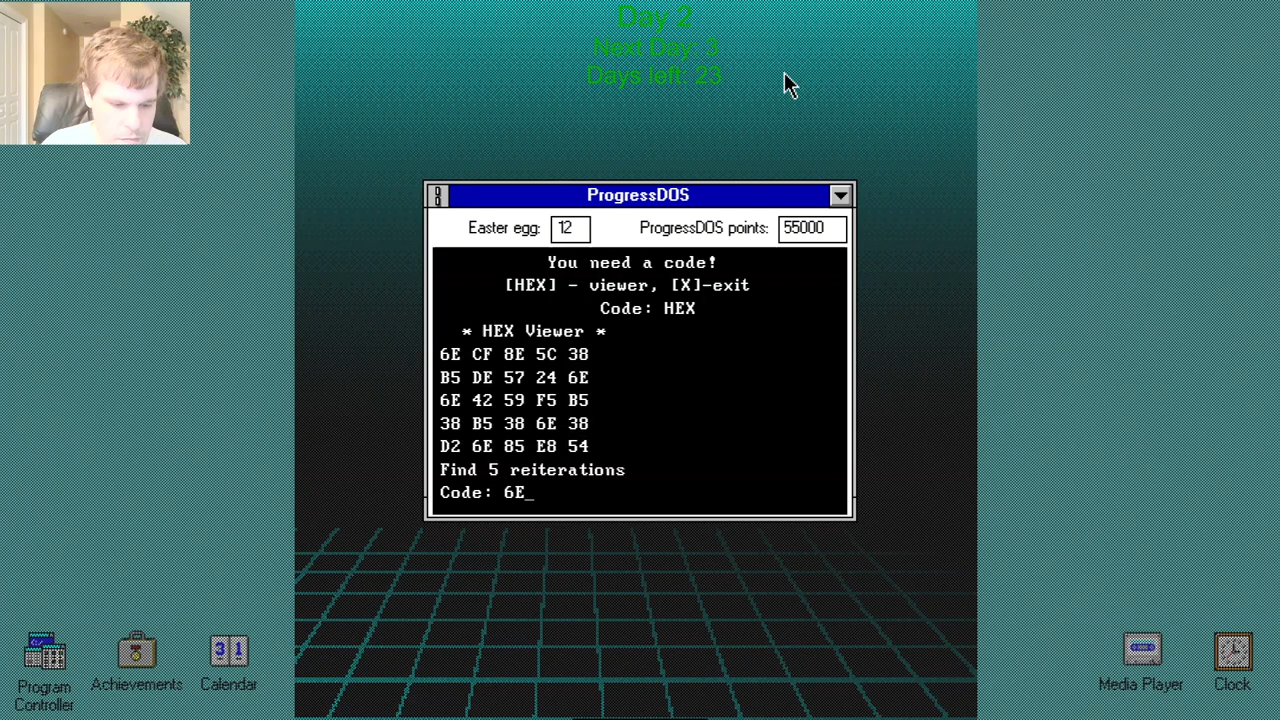 Day 2
Next Day: 3
Days left: 23
ProgressDOS
Easter egg: 12 ProgressDOS points: 55000
You need a code!
[HEX] - viewer, [X]-exit
Code: HEX
* HEX Viewer *
6E CF 8E 5C 38
B5 DE 57 24 6E
6E 42 59 F5 B5
38 B5 38 6E 38
D2 6E 85 E8 54
Find 5 reiterations
Code: 6E_
31
Program Controller
Achievements
Calendar
Media Player
Clock